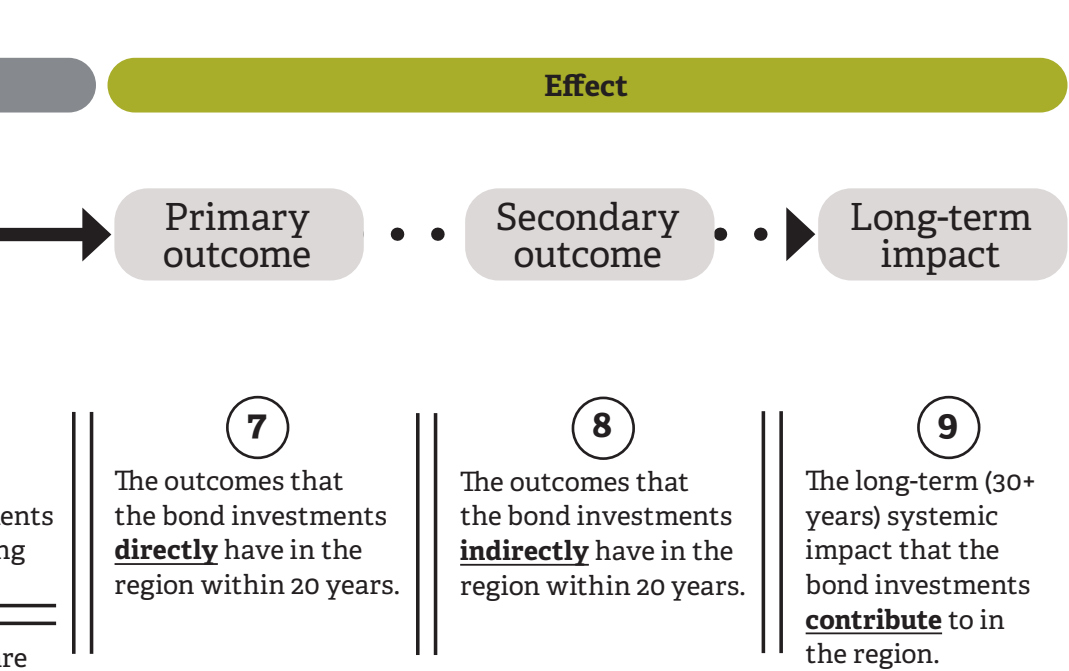 Effect
Primary
outcome
Secondary
outcome
Long-term
impact
7
The outcomes that
the bond investments
directly have in the
region within 20 years.
8
The outcomes that
the bond investments
indirectly have in the
region within 20 years.
9
The long-term (30+
years) systemic
impact that the
bond investments
contribute to in
the region.